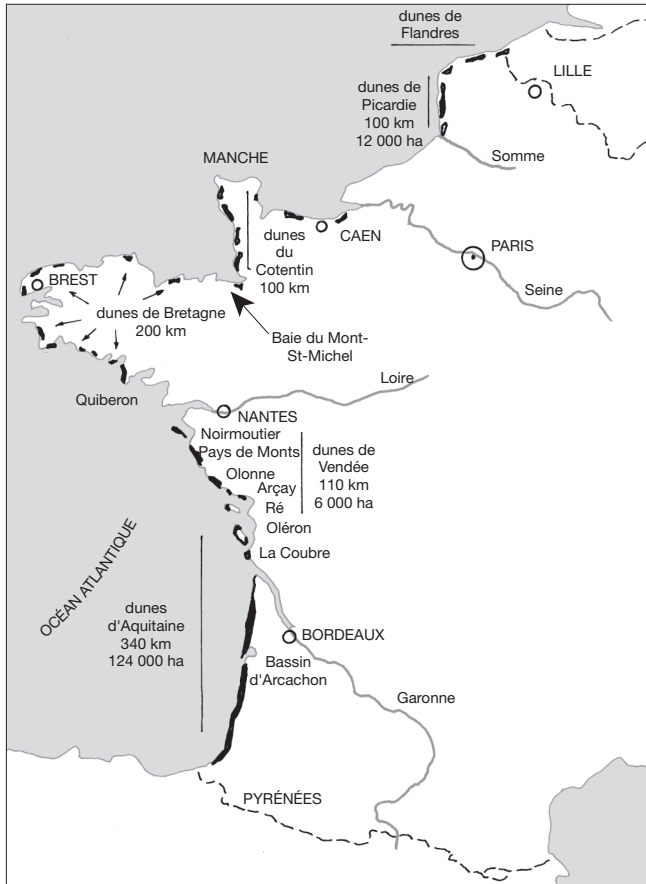 dunes de
Flandres
LILLE
dunes de
Picardie
100 km
12 000 ha
Somme
MANCHE
CAEN
PARIS
dunes
du
Cotentin
100 km
Seine
BREST
dunes de Bretagne
200 km
Baie du Mont-
St-Michel
Loire
Quiberon
NANTES
Noirmoutier
Pays de Monts
dunes de
Vendée
110 km
6 000 ha
Olonne
Arçay
Ré
Oléron
La Coubre
OCÉAN ATLANTIQUE
dunes
d'Aquitaine
340 km
124 000 ha
BORDEAUX
Bassin
d'Arcachon
Garonne
PYRÉNÉES